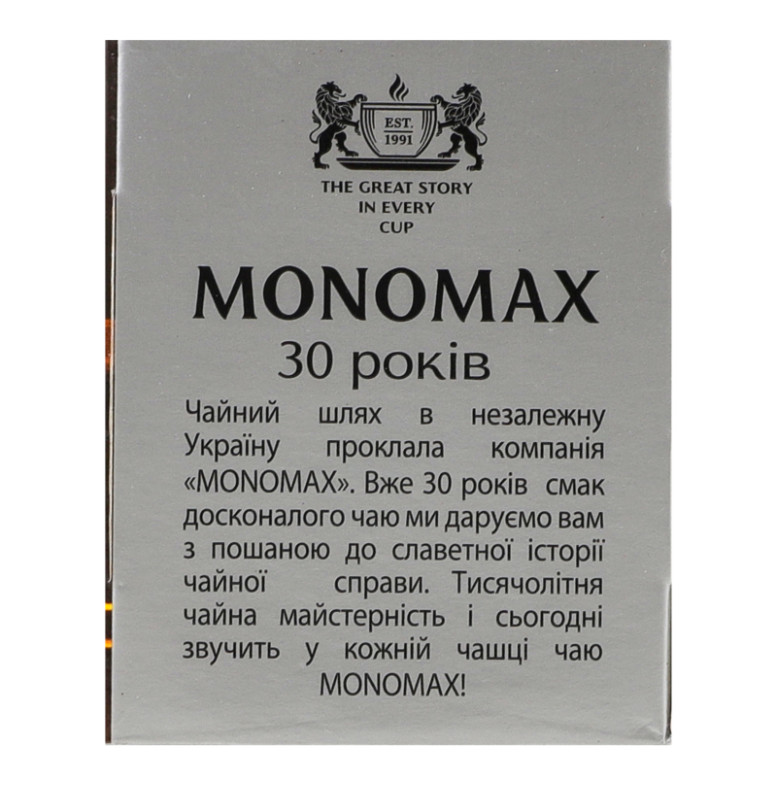 EST.
1991
THE GREAT STORY
IN EVERY
CUP
MONOMAX
30 років
Чайний шлях в незалежну
Україну проклала компанія
«MONOMAX». Вже 30 років смак
досконалого чаю ми даруємо вам
з пошаною до славетної історії
чайної справи. Тисячолітня
чайна майстерність і сьогодні
звучить у кожній чашці чаю
MONOMAX!